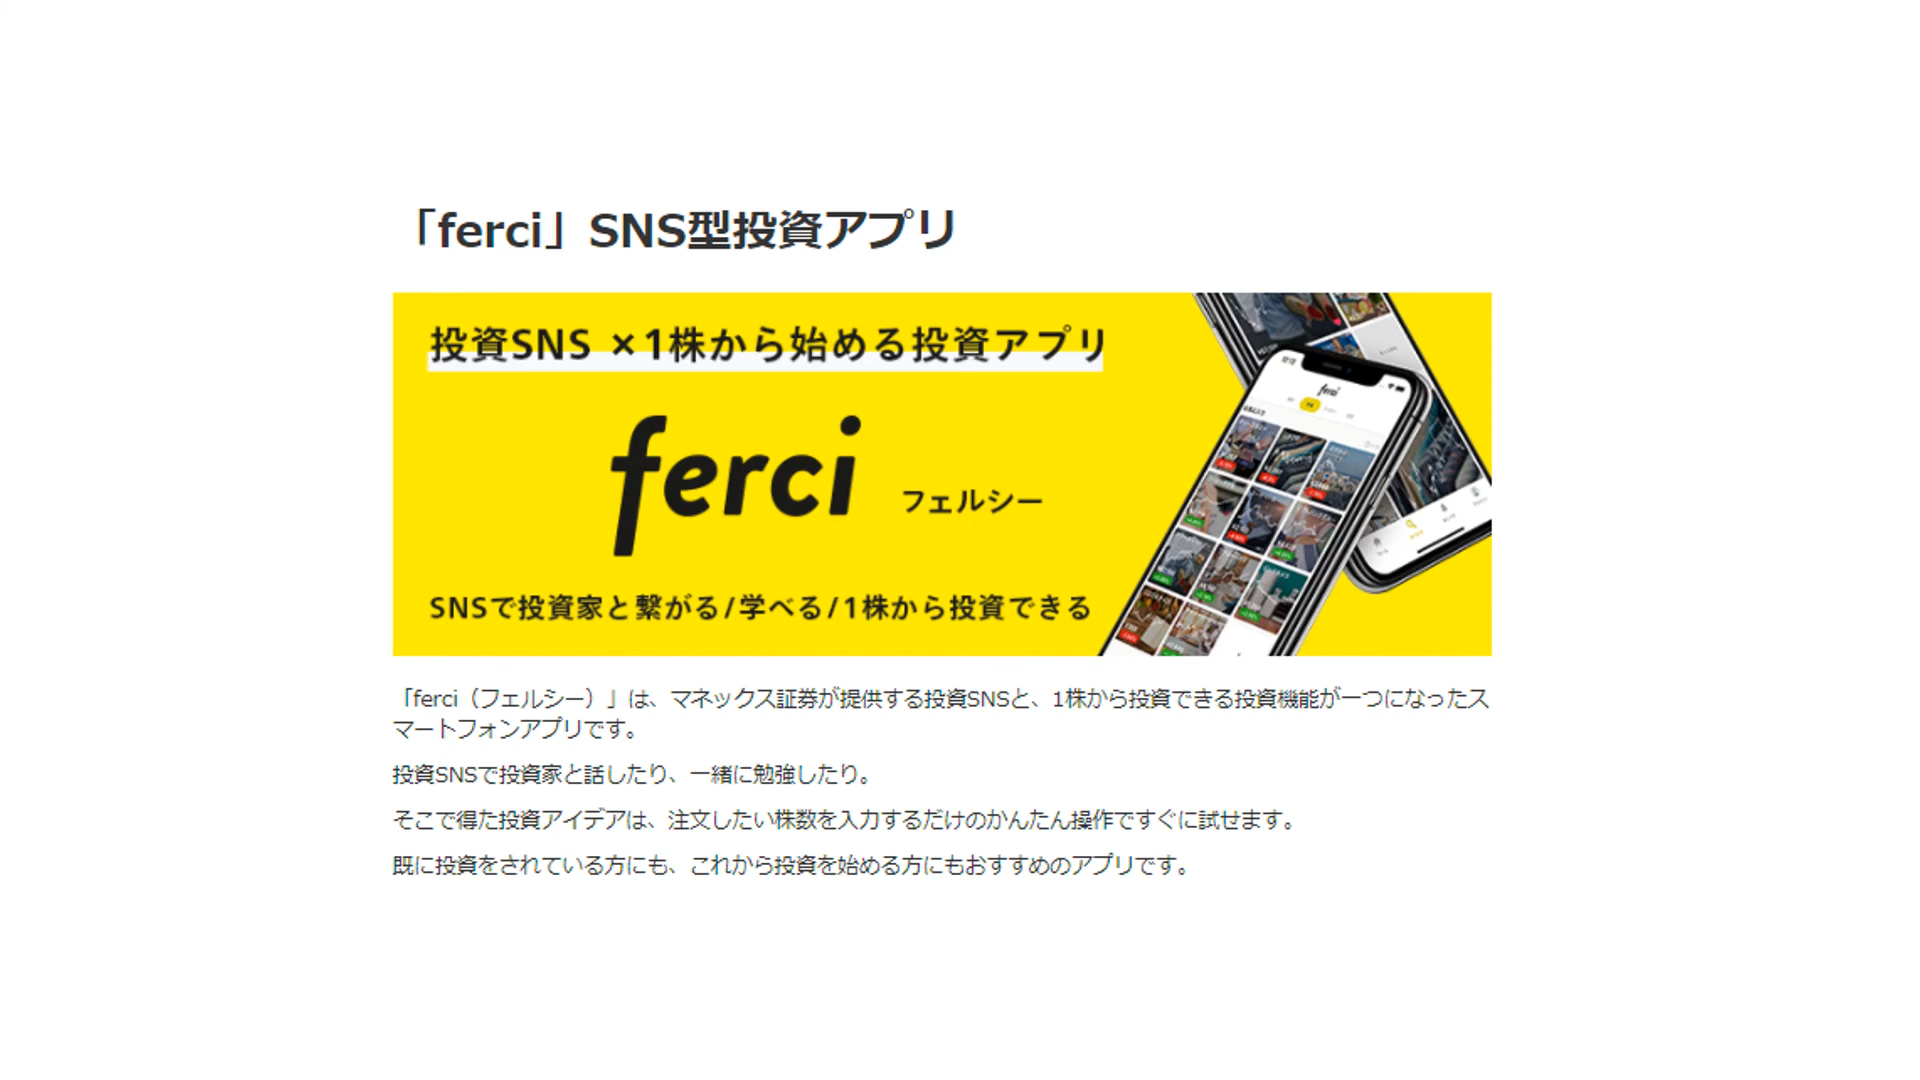 「ferci」SNS型投資アプリ
投資SNS ×1株から始める投資アプリ
ferci フェルシー
SNSで投資家と繋がる/学べる/1株から投資できる
ferci
「ferci（フェルシー）」は、マネックス証券が提供する投資SNSと、1株から投資できる投資機能が一つになったス
マートフォンアプリです。
投資SNSで投資家と話したり、一緒に勉強したり。
そこで得た投資アイデアは、注文したい株数を入力するだけのかんたん操作ですぐに試せます。
既に投資をされている方にも、これから投資を始める方にもおすすめのアプリです。